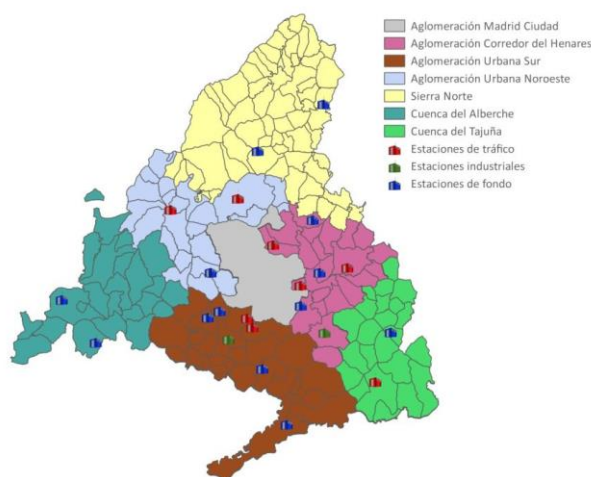 Aglomeración Madrid Ciudad
Aglomeración Corredor del Henares
Aglomeración Urbana Sur
Aglomeración Urbana Noroeste
Sierra Norte
Cuenca del Alberche
Cuenca del Tajuña
Estaciones de tráfico
Estaciones industriales
Estaciones de fondo